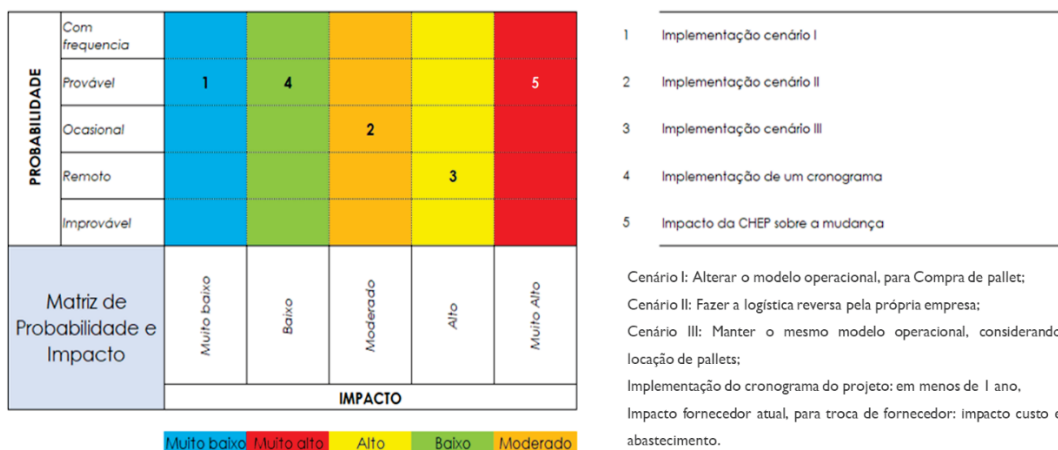 PROBABILIDADE
Com
frequencia
Provável
1
4
5
Ocasional
2
Remoto
3
Improvável
Matriz de
Probabilidade e
Impacto
Muito baixo
Baixo
Moderado
Alto
Muito Alto
IMPACTO
Muito baixo Muito alto Alto Baixo Moderado
1 Implementação cenário I
2 Implementação cenário II
3 Implementação cenário III
4 Implementação de um cronograma
5 Impacto da CHEP sobre a mudança
Cenário I: Alterar o modelo operacional, para Compra de pallet;
Cenário II: Fazer a logística reversa pela própria empresa;
Cenário III: Manter o mesmo modelo operacional, considerando
locação de pallets;
Implementação do cronograma do projeto: em menos de 1 ano,
Impacto fornecedor atual, para troca de fornecedor: impacto custo e
abastecimento.